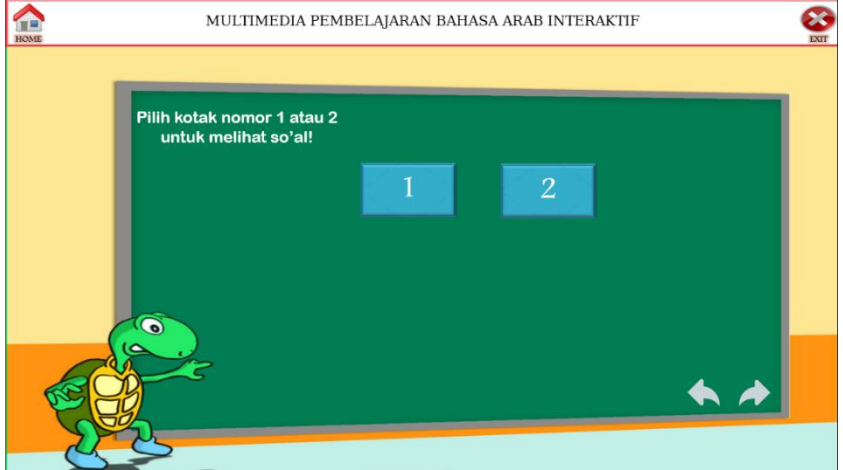 MULTIMEDIA PEMBELAJARAN BAHASA ARAB INTERAKTIF
HOME
EXIT
Pilih kotak nomor 1 atau 2
untuk melihat so'al!
1
2